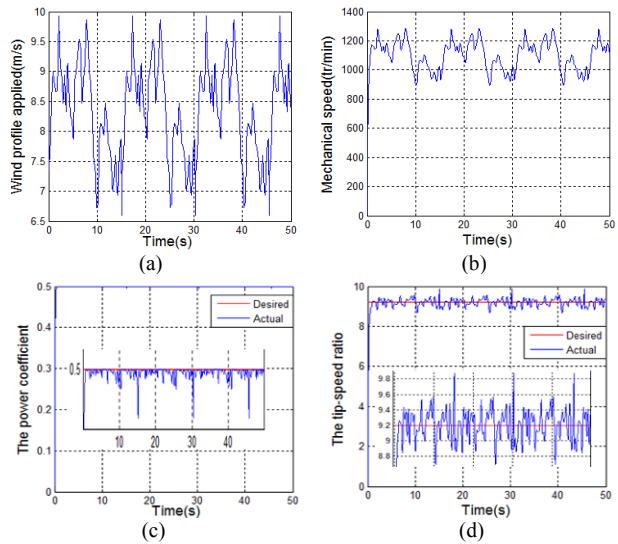 10
9.5
9
8.5
8
7.5
7
6.5
Wind profile applied(m/s)
0 10 20 30 40 50
Time(s)
(a)
1400
1200
1000
800
600
400
200
0
Mechanical speed(tr/min)
0 10 20 30 40 50
Time(s)
(b)
0.5
0.4
0.3
0.2
0.1
0
The power coefficient
Desired
Actual
0.5
10 20 30 40
0 10 20 30 40 50
Time(s)
(c)
10
8
6
4
2
0
The tip-speed ratio
Desired
Actual
9.8
9.6
9.4
9.2
9
8.8
0 10 20 30 40 50
Time(s)
(d)